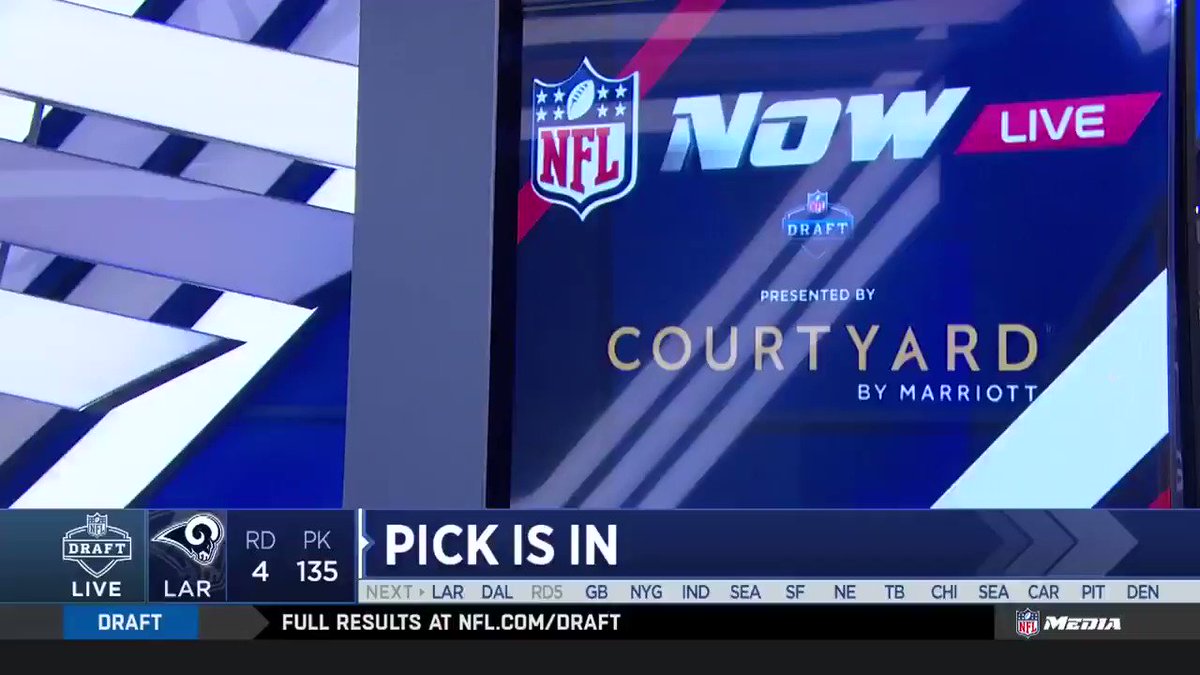 NFL
NOW LIVE
DRAFT
PRESENTED BY
COURTYARD
BY MARRIOTT
NFL
DRAFT
LIVE
LAR
RD PK
4 135
PICK IS IN
NEXT LAR DAL RD5 GB NYG IND SEA SF NE TB CHI SEA CAR PIT DEN
DRAFT FULL RESULTS AT NFL.COM/DRAFT
NFL MEDIA